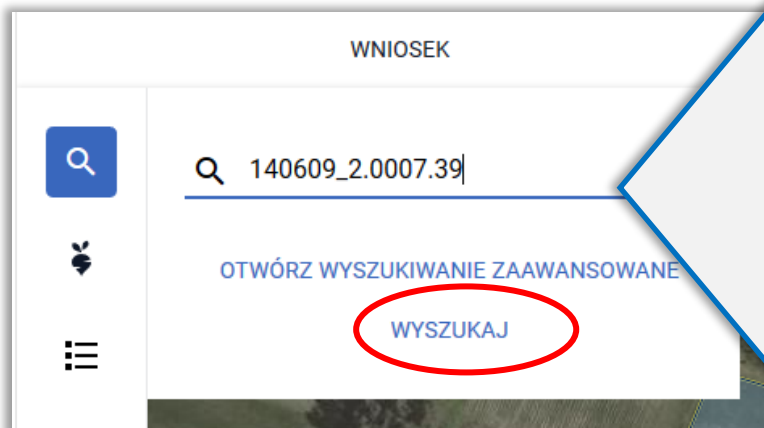 WNIOSEK
140609_2.0007.39
OTWÓRZ WYSZUKIWANIE ZAAWANSOWANE
WYSZUKAJ